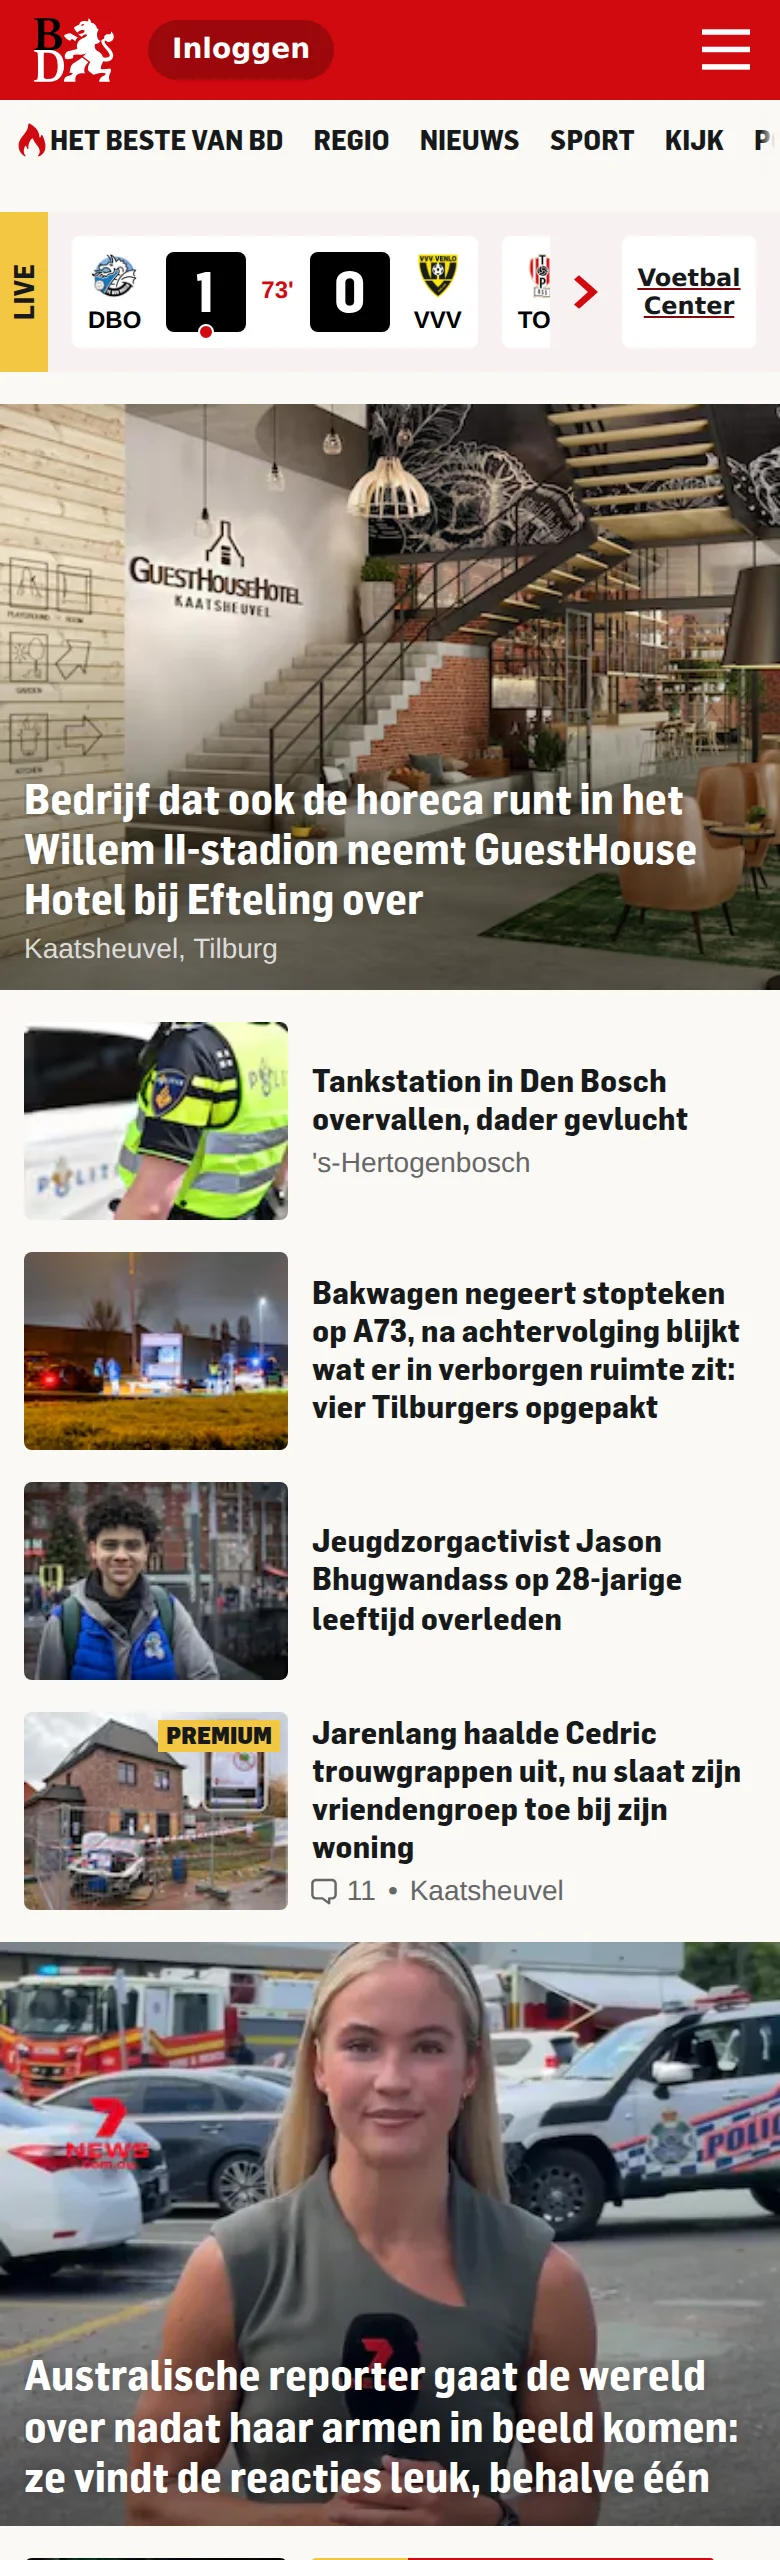 BD
Inloggen
HET BESTE VAN BD REGIO NIEUWS SPORT KIJK
LIVE
DBO 1 73' 0 VVV
VVV VENLO
TO
Voetbal
Center
GUESTHOUSEHOTEL
KAATSHEUVEL
Bedrijf dat ook de horeca runt in het
Willem II-stadion neemt GuestHouse
Hotel bij Efteling over
Kaatsheuvel, Tilburg
Tankstation in Den Bosch
overvallen, dader gevlucht
's-Hertogenbosch
Bakwagen negeert stopteken
op A73, na achtervolging blijkt
wat er in verborgen ruimte zit:
vier Tilburgers opgepakt
Jeugdzorgactivist Jason
Bhugwandass op 28-jarige
leeftijd overleden
PREMIUM
Jarenlang haalde Cedric
trouwgrappen uit, nu slaat zijn
vriendengroep toe bij zijn
woning
11 • Kaatsheuvel
7
NEWS
7
Australische reporter gaat de wereld
over nadat haar armen in beeld komen:
ze vindt de reacties leuk, behalve één